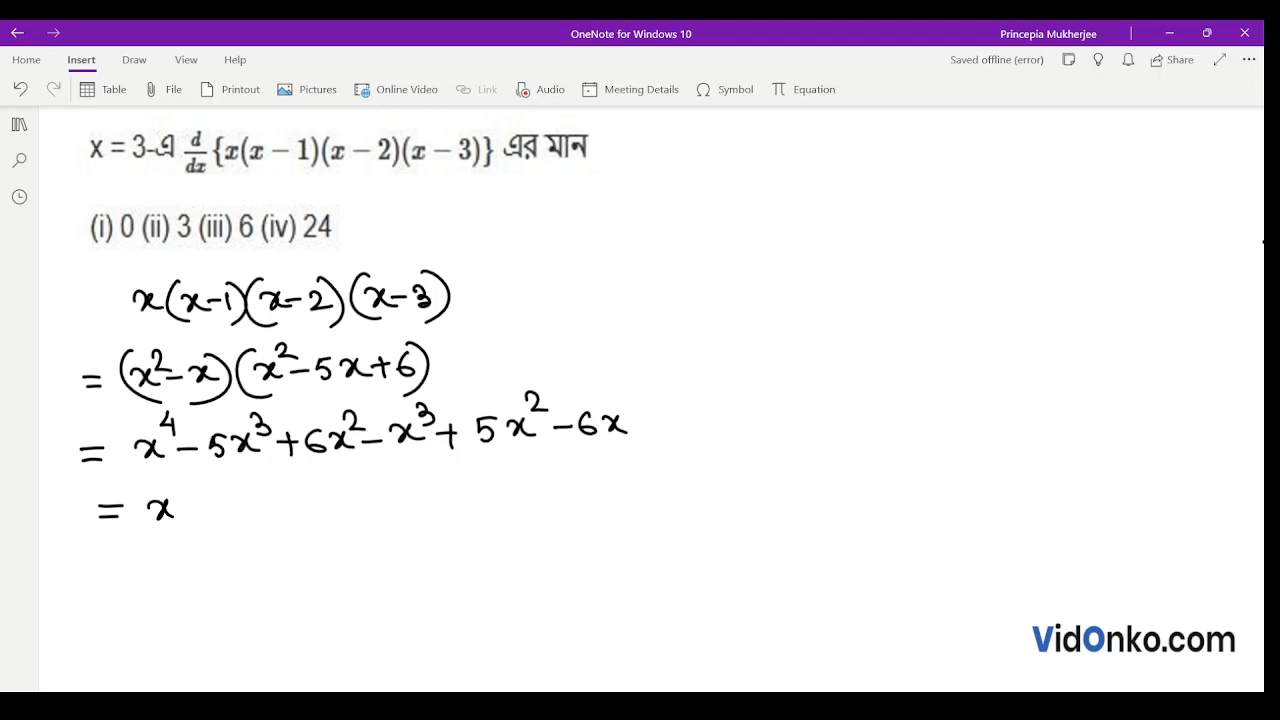 OneNote for Windows 10 Princepia Mukherjee
Home Insert Draw View Help Saved offline (error) Share
Table File Printout Pictures Online Video Link Audio Meeting Details Symbol Equation
x = 3-এ d/dx {x(x − 1)(x − 2)(x − 3)} এর মান
(i) 0 (ii) 3 (iii) 6 (iv) 24
x(x-1)(x-2)(x-3)
= (x²-x)(x²-5x+6)
= x⁴-5x³+6x²-x³+5x²-6x
= x
VidOnko.com